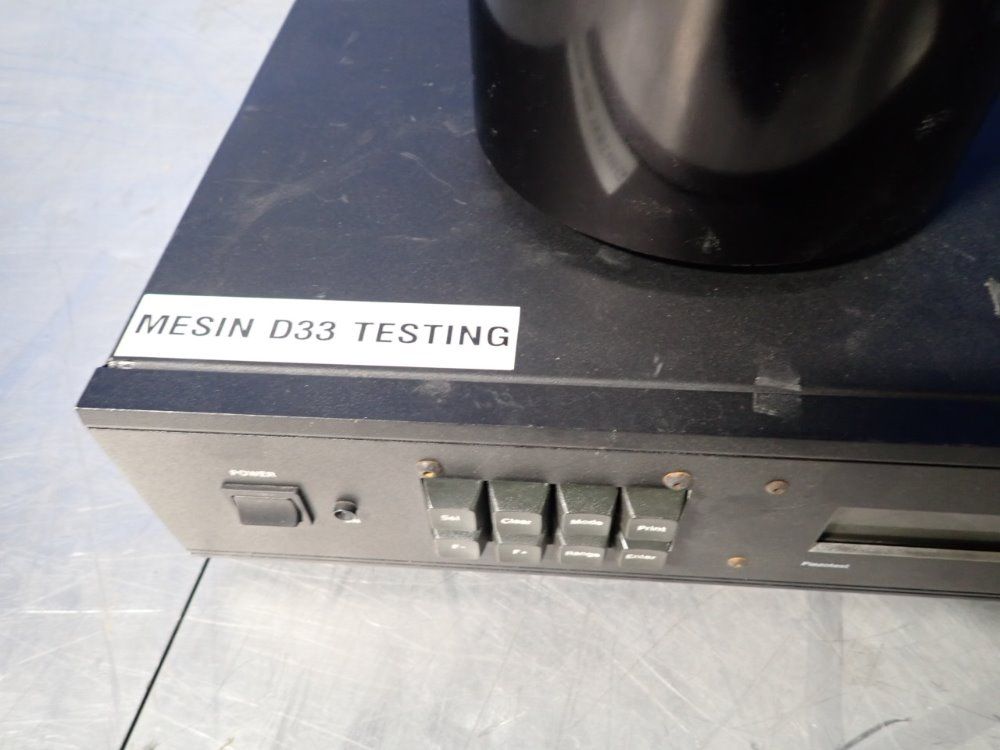 MESIN D33 TESTING
POWER
Sel Clear Mode Print
F- F+ Range Enter